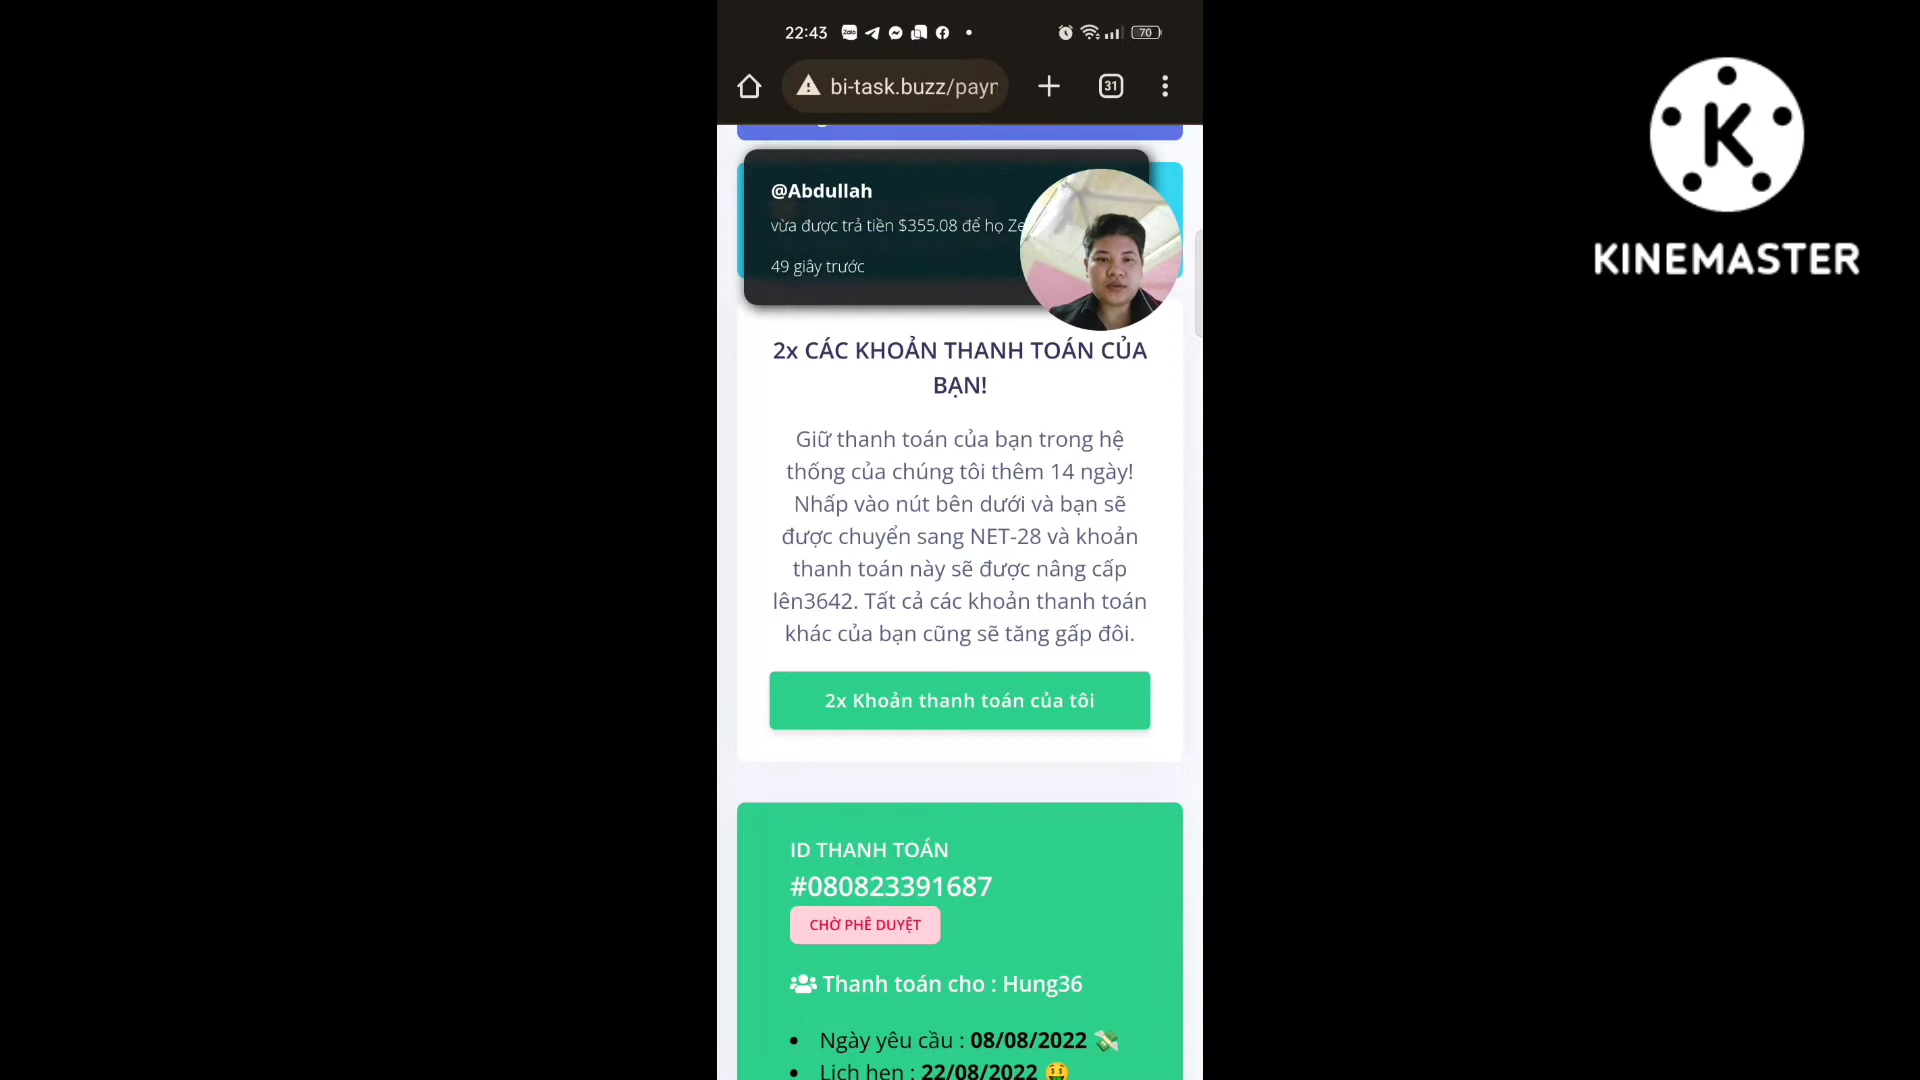 22:43
Zalo
70
bi-task.buzz/payn
31
@Abdullah
vừa được trả tiền $355.08 để họ Ze
49 giây trước
2x CÁC KHOẢN THANH TOÁN CỦA
BẠN!
Giữ thanh toán của bạn trong hệ
thống của chúng tôi thêm 14 ngày!
Nhấp vào nút bên dưới và bạn sẽ
được chuyển sang NET-28 và khoản
thanh toán này sẽ được nâng cấp
lên3642. Tất cả các khoản thanh toán
khác của bạn cũng sẽ tăng gấp đôi.
2x Khoản thanh toán của tôi
ID THANH TOÁN
#080823391687
CHỜ PHÊ DUYỆT
Thanh toán cho : Hung36
Ngày yêu cầu : 08/08/2022 💸
Lịch hẹn : 22/08/2022 🤑
K
KINEMASTER